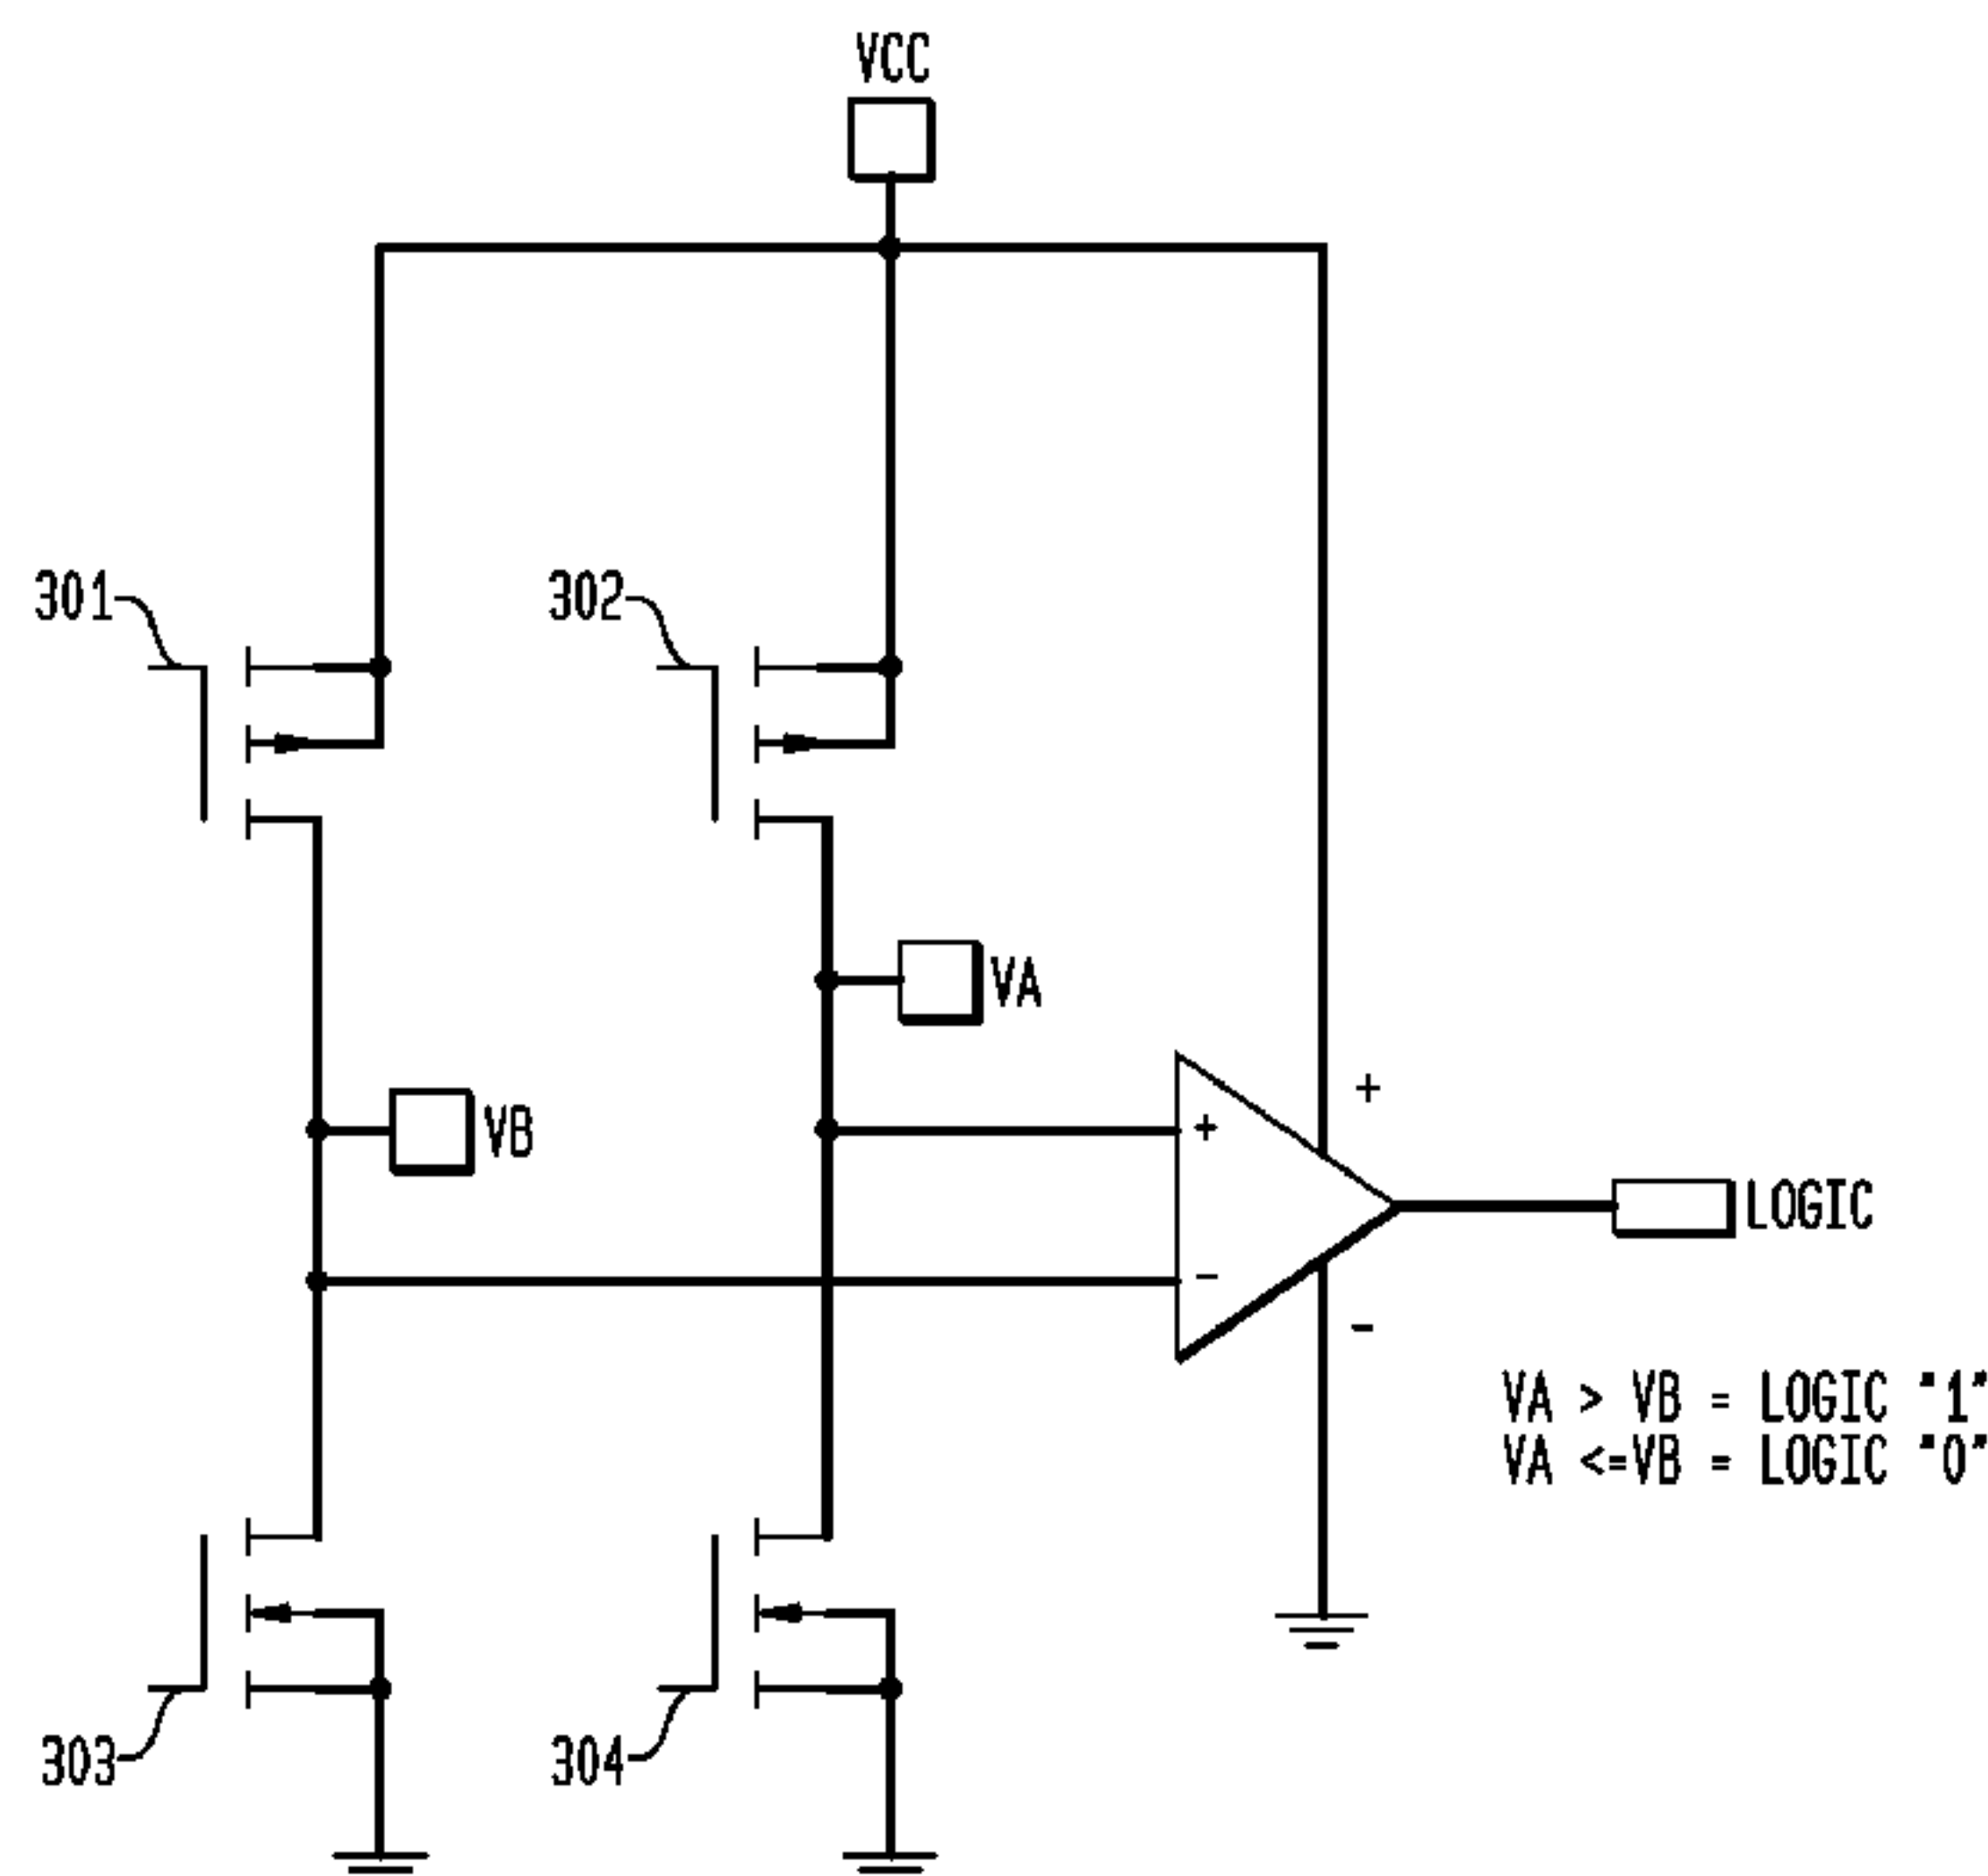 VCC
301
302
VA
+
VB
+
LOGIC
-
-
VA > VB = LOGIC "1"
VA <=VB = LOGIC "0"
303
304